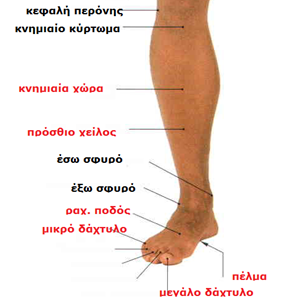 κεφαλή περόνης
κνημιαίο κύρτωμα
κνημιαία χώρα
πρόσθιο χείλος
έσω σφυρό
έξω σφυρό
ραχ. ποδός
μικρό δάχτυλο
πέλμα
μεγάλο δάχτυλο